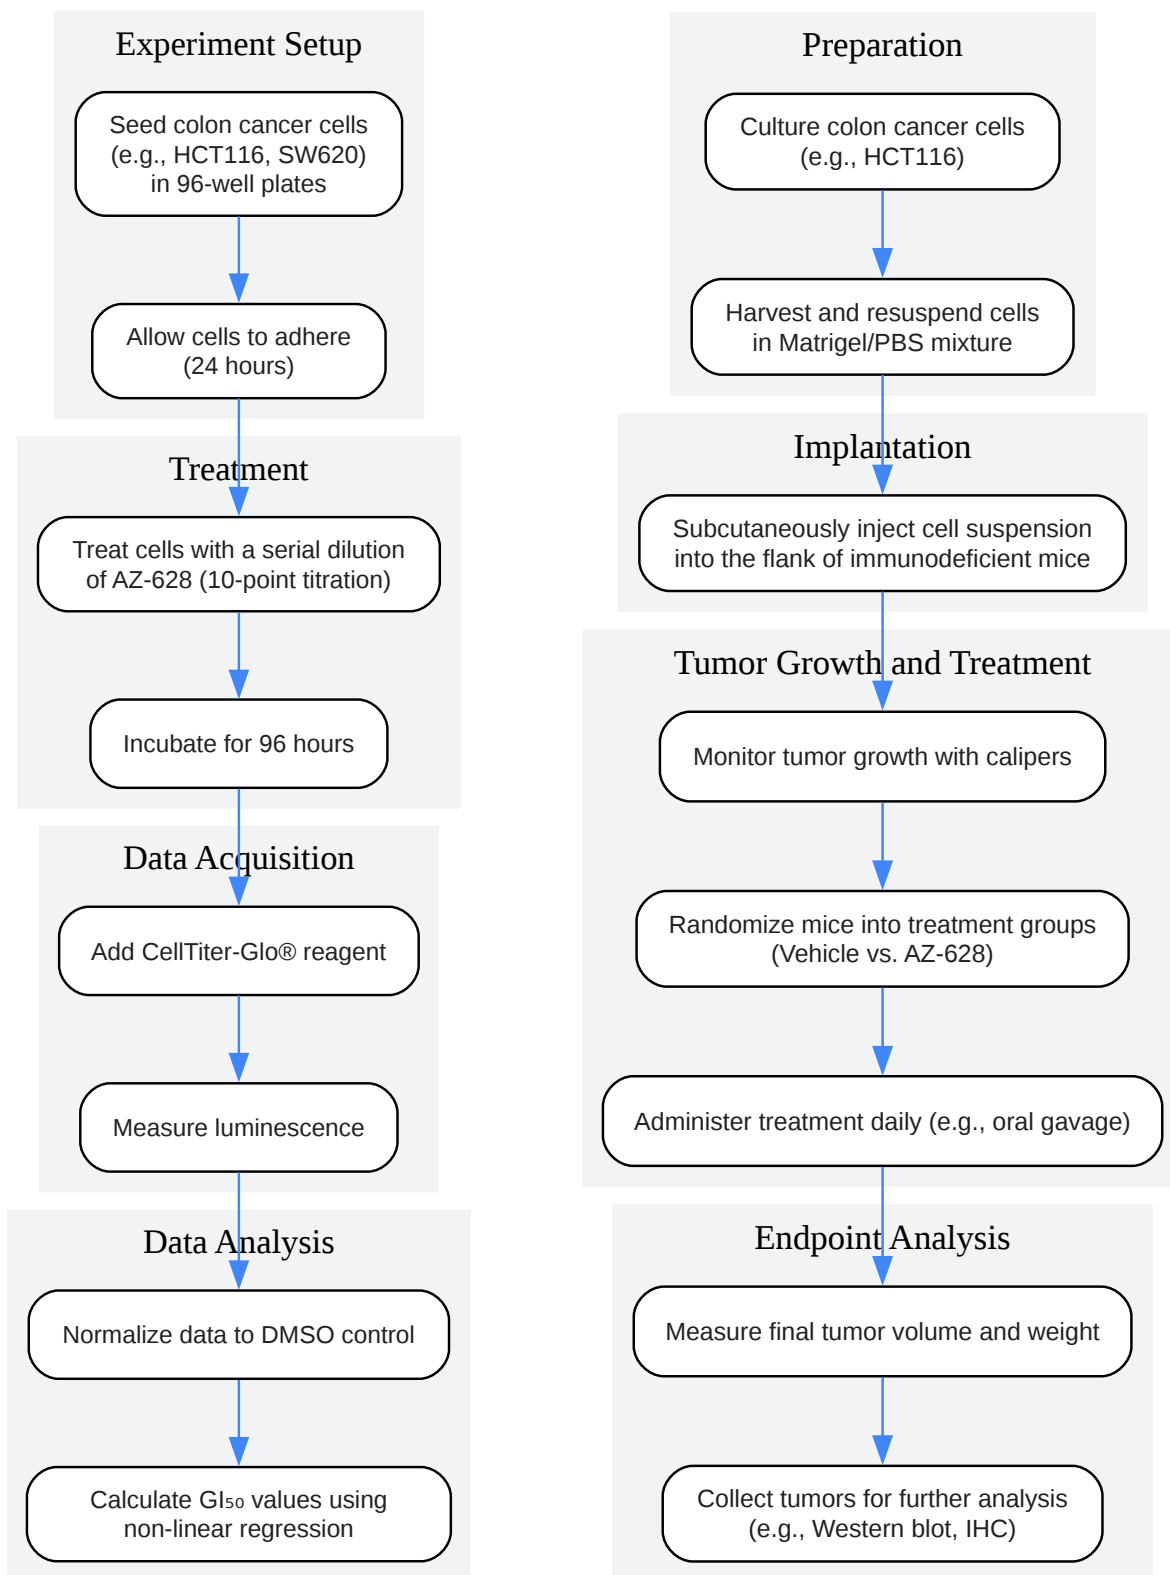 Experiment Setup
Seed colon cancer cells
(e.g., HCT116, SW620)
in 96-well plates
Allow cells to adhere
(24 hours)
Treatment
Treat cells with a serial dilution
of AZ-628 (10-point titration)
Incubate for 96 hours
Data Acquisition
Add CellTiter-Glo® reagent
Measure luminescence
Data Analysis
Normalize data to DMSO control
Calculate GI₅₀ values using
non-linear regression
Preparation
Culture colon cancer cells
(e.g., HCT116)
Harvest and resuspend cells
in Matrigel/PBS mixture
Implantation
Subcutaneously inject cell suspension
into the flank of immunodeficient mice
Tumor Growth and Treatment
Monitor tumor growth with calipers
Randomize mice into treatment groups
(Vehicle vs. AZ-628)
Administer treatment daily (e.g., oral gavage)
Endpoint Analysis
Measure final tumor volume and weight
Collect tumors for further analysis
(e.g., Western blot, IHC)